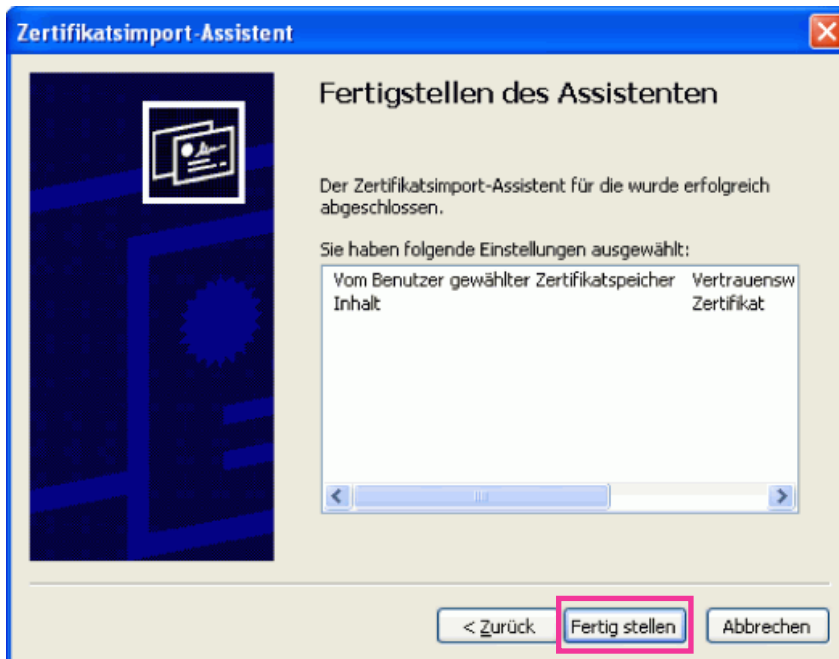 Zertifikatsimport-Assistent
Fertigstellen des Assistenten
Der Zertifikatsimport-Assistent für die wurde erfolgreich
abgeschlossen.
Sie haben folgende Einstellungen ausgewählt:
Vom Benutzer gewählter Zertifikatspeicher Vertrauensw
Inhalt Zertifikat
< Zurück Fertig stellen Abbrechen